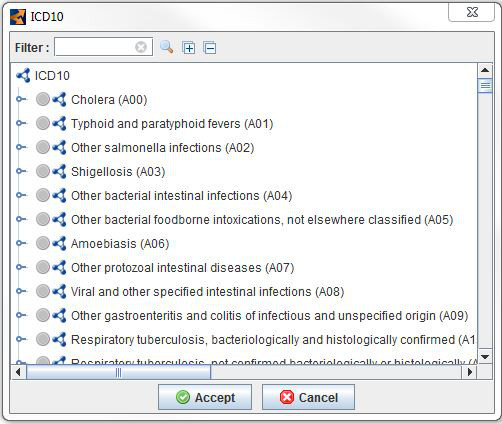 ICD10
Filter :
ICD10
Cholera (A00)
Typhoid and paratyphoid fevers (A01)
Other salmonella infections (A02)
Shigellosis (A03)
Other bacterial intestinal infections (A04)
Other bacterial foodborne intoxications, not elsewhere classified (A05)
Amoebiasis (A06)
Other protozoal intestinal diseases (A07)
Viral and other specified intestinal infections (A08)
Other gastroenteritis and colitis of infectious and unspecified origin (A09)
Respiratory tuberculosis, bacteriologically and histologically confirmed (A1
Respiratory tuberculosis, not confirmed bacteriologically or histologically (A
Accept Cancel